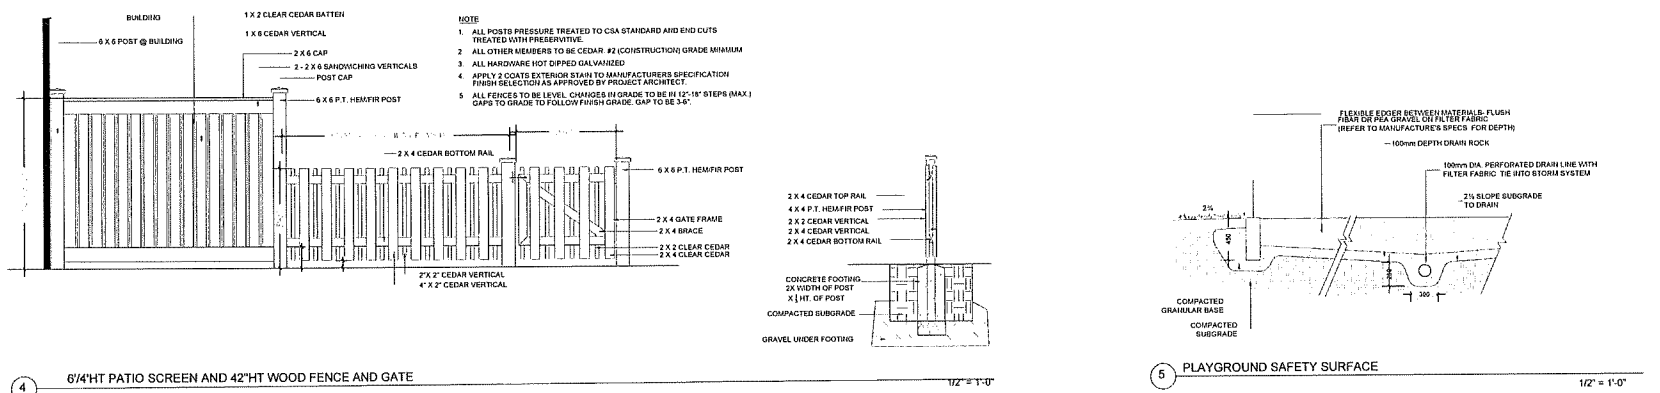 BUILDING
1 X 2 CLEAR CEDAR BATTEN
1 X 6 CEDAR VERTICAL
6 X 6 POST @ BUILDING
2 X 6 CAP
2 - 2 X 6 SANDWICHING VERTICALS
POST CAP
6 X 6 P.T. HEM/FIR POST
NOTE
1. ALL POSTS PRESSURE TREATED TO CSA STANDARD AND END CUTS
TREATED WITH PRESERVITIVE.
2 ALL OTHER MEMBERS TO BE CEDAR. #2 (CONSTRUCTION) GRADE MINIMUM
3. ALL HARDWARE HOT DIPPED GALVANIZED
4. APPLY 2 COATS EXTERIOR STAIN TO MANUFACTURERS SPECIFICATION
FINISH SELECTION AS APPROVED BY PROJECT ARCHITECT.
5 ALL FENCES TO BE LEVEL. CHANGES IN GRADE TO BE IN 12"-18" STEPS (MAX.)
GAPS TO GRADE TO FOLLOW FINISH GRADE. GAP TO BE 3-6".
2 X 4 CEDAR BOTTOM RAIL
6 X 6 P.T. HEM/FIR POST
2 X 4 GATE FRAME
2 X 4 BRACE
2 X 2 CLEAR CEDAR
2 X 4 CLEAR CEDAR
2" X 2" CEDAR VERTICAL
4" X 2" CEDAR VERTICAL
2 X 4 CEDAR TOP RAIL
4 X 4 P.T. HEM/FIR POST
2 X 2 CEDAR VERTICAL
2 X 4 CEDAR VERTICAL
2 X 4 CEDAR BOTTOM RAIL
CONCRETE FOOTING
2X WIDTH OF POST
HT. OF POST
COMPACTED SUBGRADE
GRAVEL UNDER FOOTING
4
6'/4'HT PATIO SCREEN AND 42"HT WOOD FENCE AND GATE
1/2" = 1'-0"
FLEXIBLE EDGER BETWEEN MATERIALS- FLUSH
FIBAR OR PEA GRAVEL ON FILTER FABRIC
(REFER TO MANUFACTURE'S SPECS FOR DEPTH)
100mm DEPTH DRAIN ROCK
100mm DIA. PERFORATED DRAIN LINE WITH
FILTER FABRIC TIE INTO STORM SYSTEM
2% SLOPE SUBGRADE
TO DRAIN
2%
450
300
COMPACTED
GRANULAR BASE
COMPACTED
SUBGRADE
5
PLAYGROUND SAFETY SURFACE
1/2" = 1'-0"